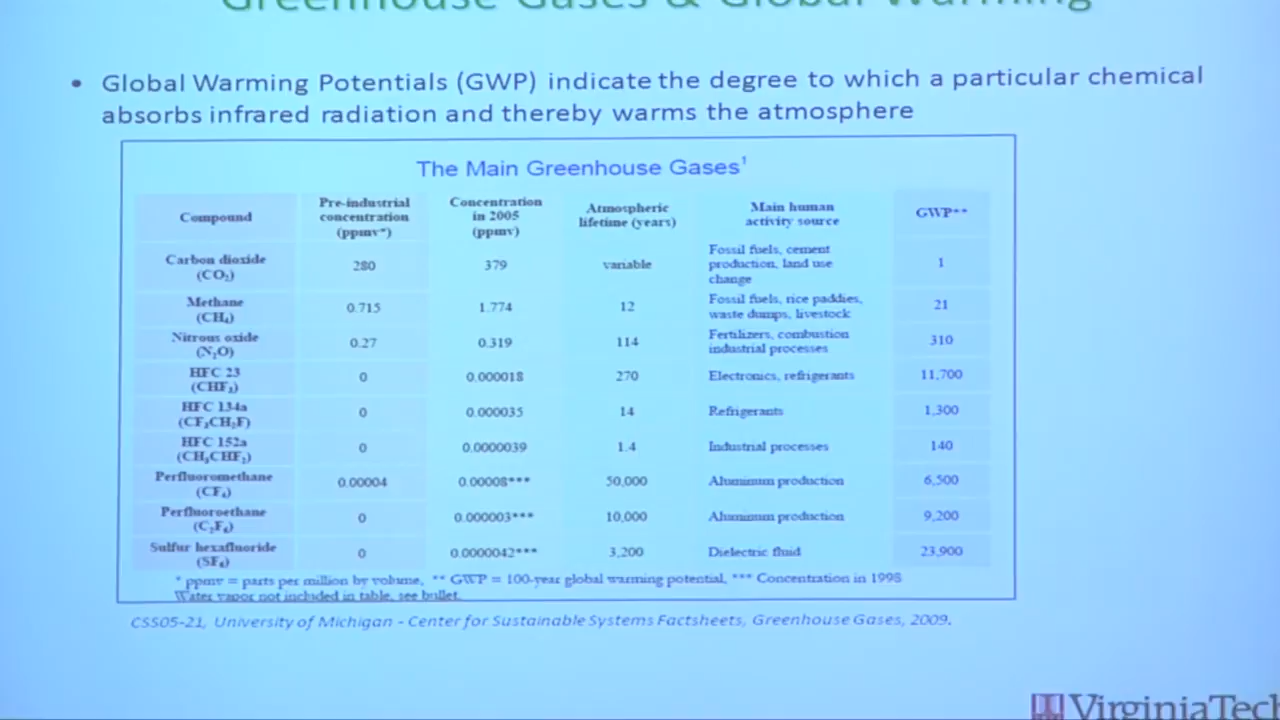 Greenhouse Gases & Global Warming
• Global Warming Potentials (GWP) indicate the degree to which a particular chemical
absorbs infrared radiation and thereby warms the atmosphere
The Main Greenhouse Gases¹
Compound Pre-industrial concentration (ppmv*) Concentration in 2005 (ppmv) Atmospheric lifetime (years) Main human activity source GWP**
Carbon dioxide (CO₂) 280 379 variable Fossil fuels, cement production, land use change 1
Methane (CH₄) 0.715 1.774 12 Fossil fuels, rice paddies, waste dumps, livestock 21
Nitrous oxide (N₂O) 0.27 0.319 114 Fertilizers, combustion industrial processes 310
HFC 23 (CHF₃) 0 0.000018 270 Electronics, refrigerants 11,700
HFC 134a (CF₃CH₂F) 0 0.000035 14 Refrigerants 1,300
HFC 152a (CH₃CHF₂) 0 0.0000039 1.4 Industrial processes 140
Perfluoromethane (CF₄) 0.00004 0.00008*** 50,000 Aluminum production 6,500
Perfluoroethane (C₂F₆) 0 0.000003*** 10,000 Aluminum production 9,200
Sulfur hexafluoride (SF₆) 0 0.0000042*** 3,200 Dielectric fluid 23,900
* ppmv = parts per million by volume, ** GWP = 100-year global warming potential, *** Concentration in 1998
Water vapor not included in table, see bullet.
CSS05-21, University of Michigan - Center for Sustainable Systems Factsheets, Greenhouse Gases, 2009.
VirginiaTech